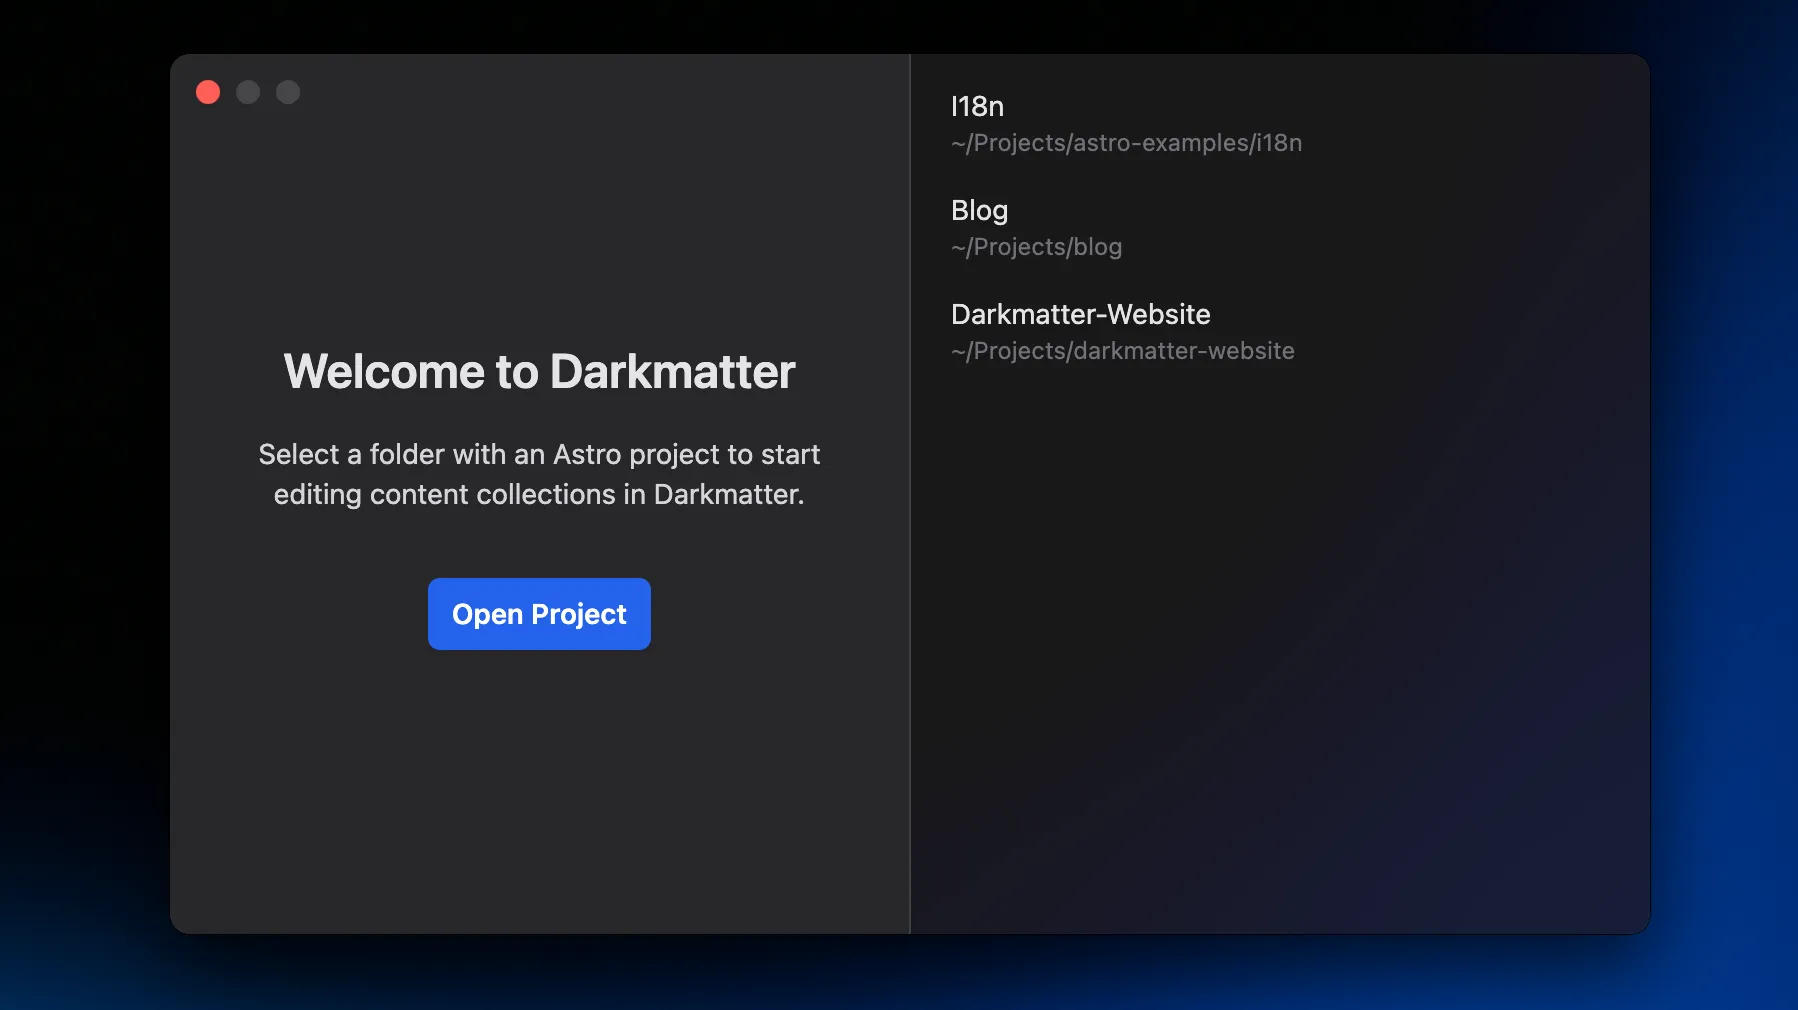 Welcome to Darkmatter
Select a folder with an Astro project to start
editing content collections in Darkmatter.
Open Project
I18n
~/Projects/astro-examples/i18n
Blog
~/Projects/blog
Darkmatter-Website
~/Projects/darkmatter-website